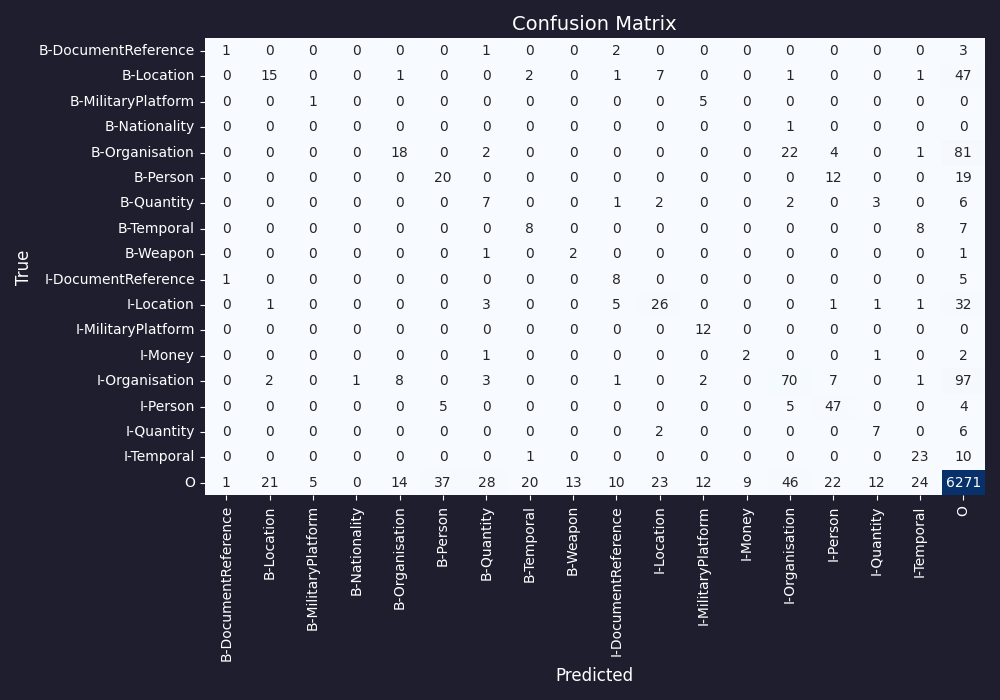 Confusion Matrix
B-DocumentReference 1 0 0 0 0 0 1 0 0 2 0 0 0 0 0 0 0 3
B-Location 0 15 0 0 1 0 0 2 0 1 7 0 0 1 0 0 1 47
B-MilitaryPlatform 0 0 1 0 0 0 0 0 0 0 0 5 0 0 0 0 0 0
B-Nationality 0 0 0 0 0 0 0 0 0 0 0 0 0 1 0 0 0 0
B-Organisation 0 0 0 0 18 0 2 0 0 0 0 0 0 22 4 0 1 81
B-Person 0 0 0 0 0 20 0 0 0 0 0 0 0 0 12 0 0 19
B-Quantity 0 0 0 0 0 0 7 0 0 1 2 0 0 2 0 3 0 6
B-Temporal 0 0 0 0 0 0 0 8 0 0 0 0 0 0 0 0 8 7
B-Weapon 0 0 0 0 0 0 1 0 2 0 0 0 0 0 0 0 0 1
I-DocumentReference 1 0 0 0 0 0 0 0 0 8 0 0 0 0 0 0 0 5
I-Location 0 1 0 0 0 0 3 0 0 5 26 0 0 0 1 1 1 32
I-MilitaryPlatform 0 0 0 0 0 0 0 0 0 0 0 12 0 0 0 0 0 0
I-Money 0 0 0 0 0 0 1 0 0 0 0 0 2 0 0 1 0 2
I-Organisation 0 2 0 1 8 0 3 0 0 1 0 2 0 70 7 0 1 97
I-Person 0 0 0 0 0 5 0 0 0 0 0 0 0 5 47 0 0 4
I-Quantity 0 0 0 0 0 0 0 0 0 0 2 0 0 0 0 7 0 6
I-Temporal 0 0 0 0 0 0 0 1 0 0 0 0 0 0 0 0 23 10
O 1 21 5 0 14 37 28 20 13 10 23 12 9 46 22 12 24 6271
True
B-DocumentReference
B-Location
B-MilitaryPlatform
B-Nationality
B-Organisation
B-Person
B-Quantity
B-Temporal
B-Weapon
I-DocumentReference
I-Location
I-MilitaryPlatform
I-Money
I-Organisation
I-Person
I-Quantity
I-Temporal
O
Predicted